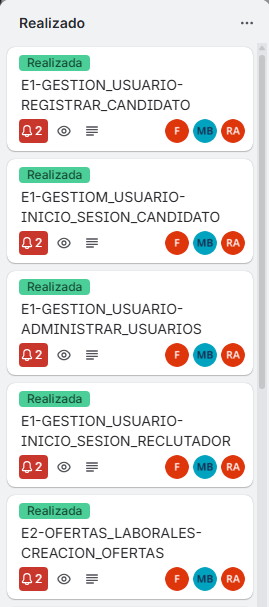 Realizado
Realizada
E1-GESTION_USUARIO-
REGISTRAR_CANDIDATO
2
F MB RA
Realizada
E1-GESTIOM_USUARIO-
INICIO_SESION_CANDIDATO
2
F MB RA
Realizada
E1-GESTION_USUARIO-
ADMINISTRAR_USUARIOS
2
F MB RA
Realizada
E1-GESTION_USUARIO-
INICIO_SESION_RECLUTADOR
2
F MB RA
Realizada
E2-OFERTAS_LABORALES-
CREACION_OFERTAS
2
F MB RA